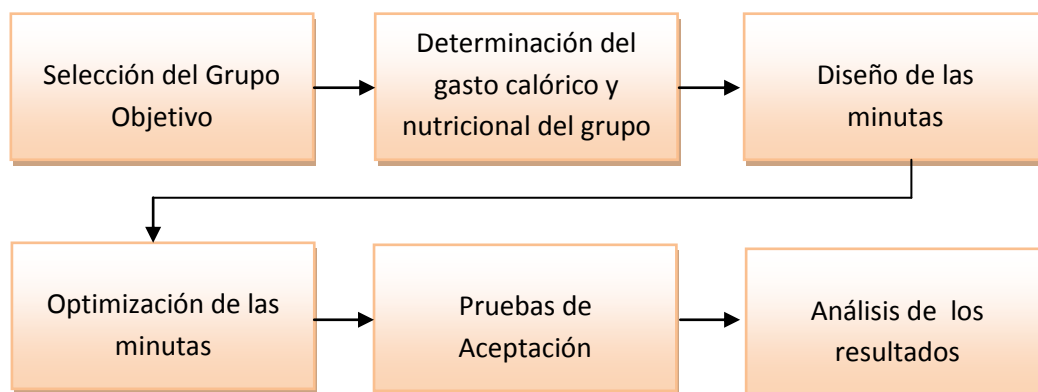 Selección del Grupo
Objetivo
Determinación del
gasto calórico y
nutricional del grupo
Diseño de las
minutas
Optimización de las
minutas
Pruebas de
Aceptación
Análisis de los
resultados